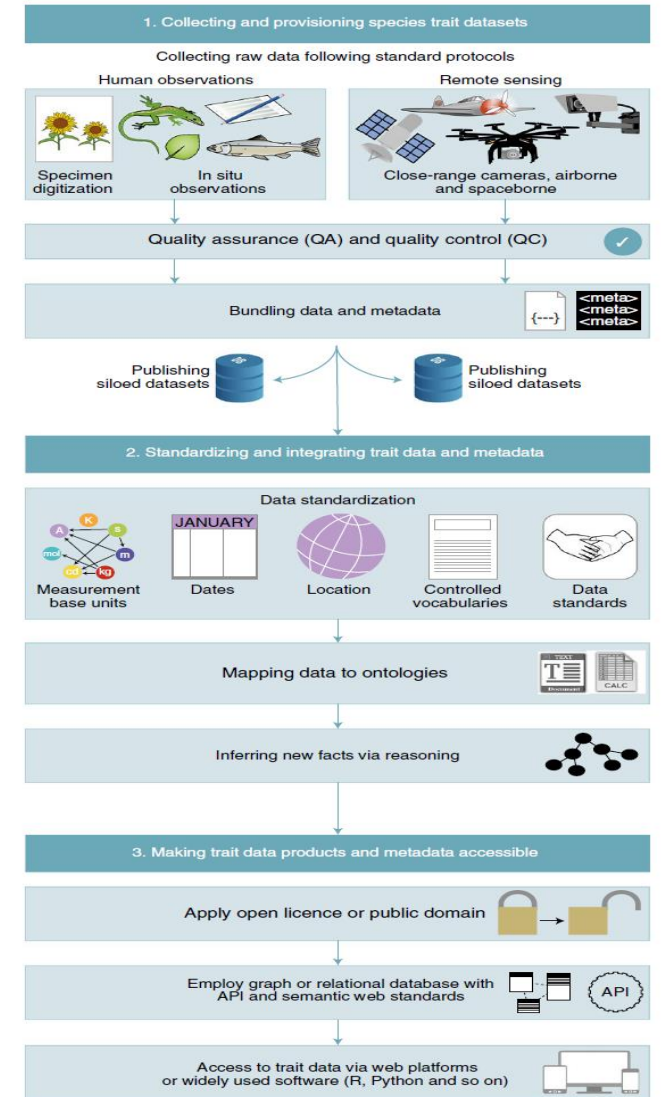 1. Collecting and provisioning species trait datasets
Collecting raw data following standard protocols
Human observations
Remote sensing
Specimen
digitization
In situ
observations
Close-range cameras, airborne
and spaceborne
Quality assurance (QA) and quality control (QC)
Bundling data and metadata
{---}
<meta>
<meta>
<meta>
Publishing
siloed datasets
Publishing
siloed datasets
2. Standardizing and integrating trait data and metadata
Data standardization
K
A
s
mol
m
cd
kg
JANUARY
Measurement
base units
Dates
Location
Controlled
vocabularies
Data
standards
Mapping data to ontologies
TEXT
T
Document
CALC
Inferring new facts via reasoning
3. Making trait data products and metadata accessible
Apply open licence or public domain
Employ graph or relational database with
API and semantic web standards
API
Access to trait data via web platforms
or widely used software (R, Python and so on)